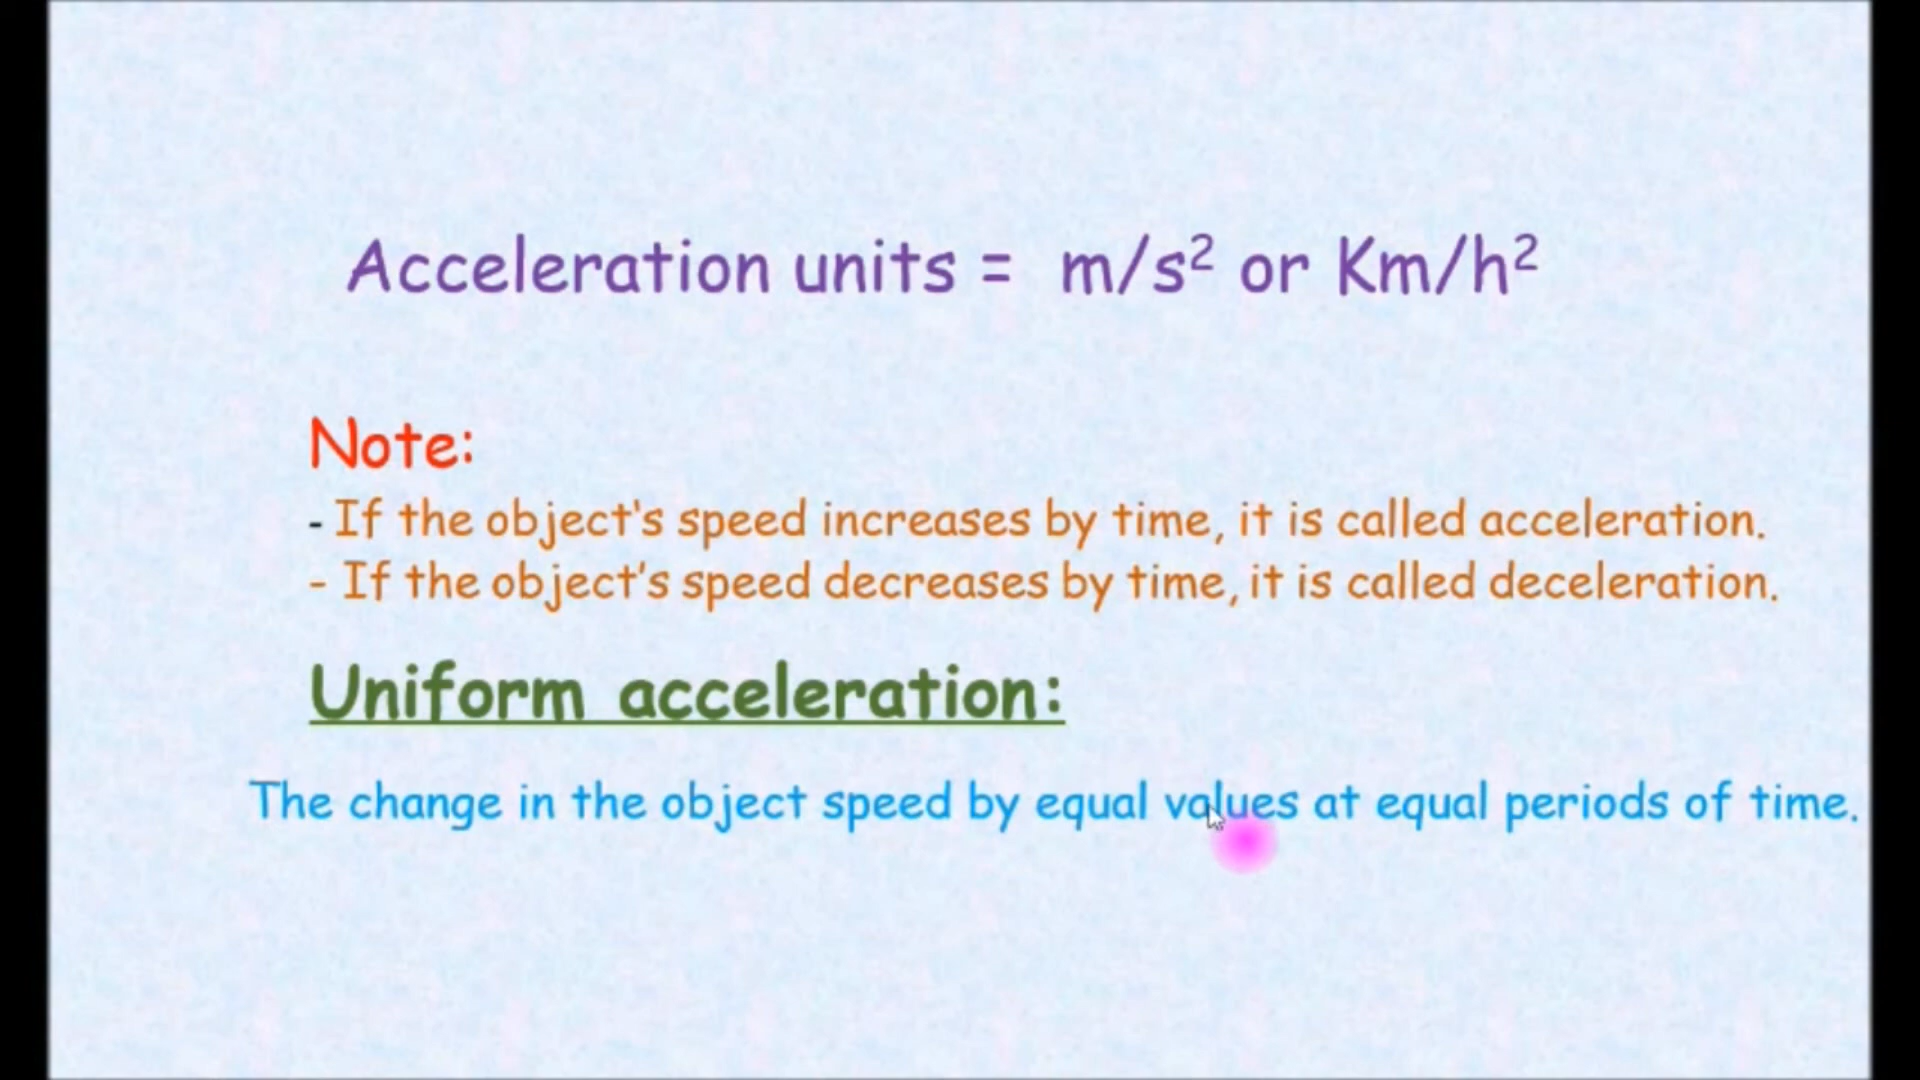 Acceleration units = m/s² or Km/h²
Note:
- If the object's speed increases by time, it is called acceleration.
- If the object's speed decreases by time, it is called deceleration.
Uniform acceleration:
The change in the object speed by equal values at equal periods of time.